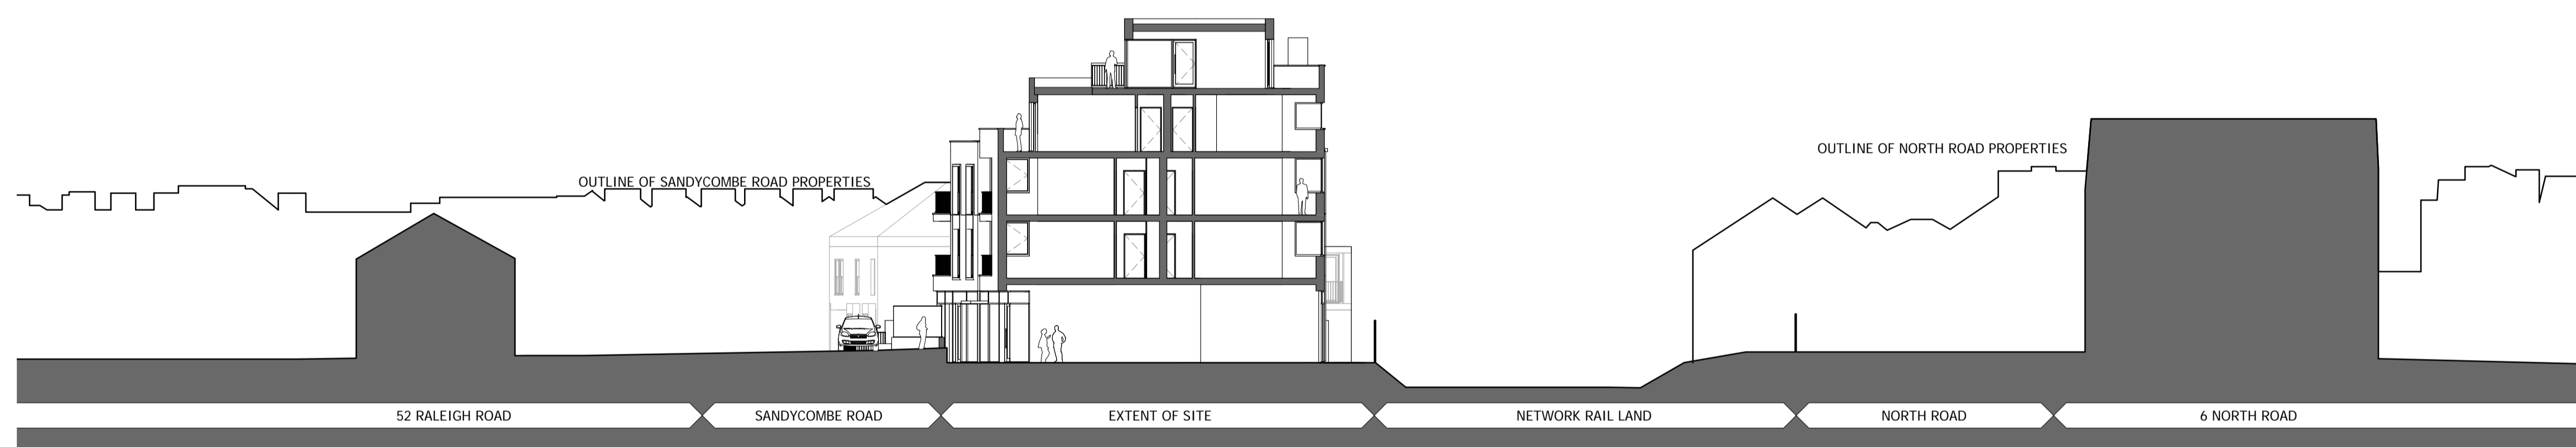 OUTLINE OF NORTH ROAD PROPERTIES
OUTLINE OF SANDYCOMBE ROAD PROPERTIES
52 RALEIGH ROAD
SANDYCOMBE ROAD
EXTENT OF SITE
NETWORK RAIL LAND
NORTH ROAD
6 NORTH ROAD